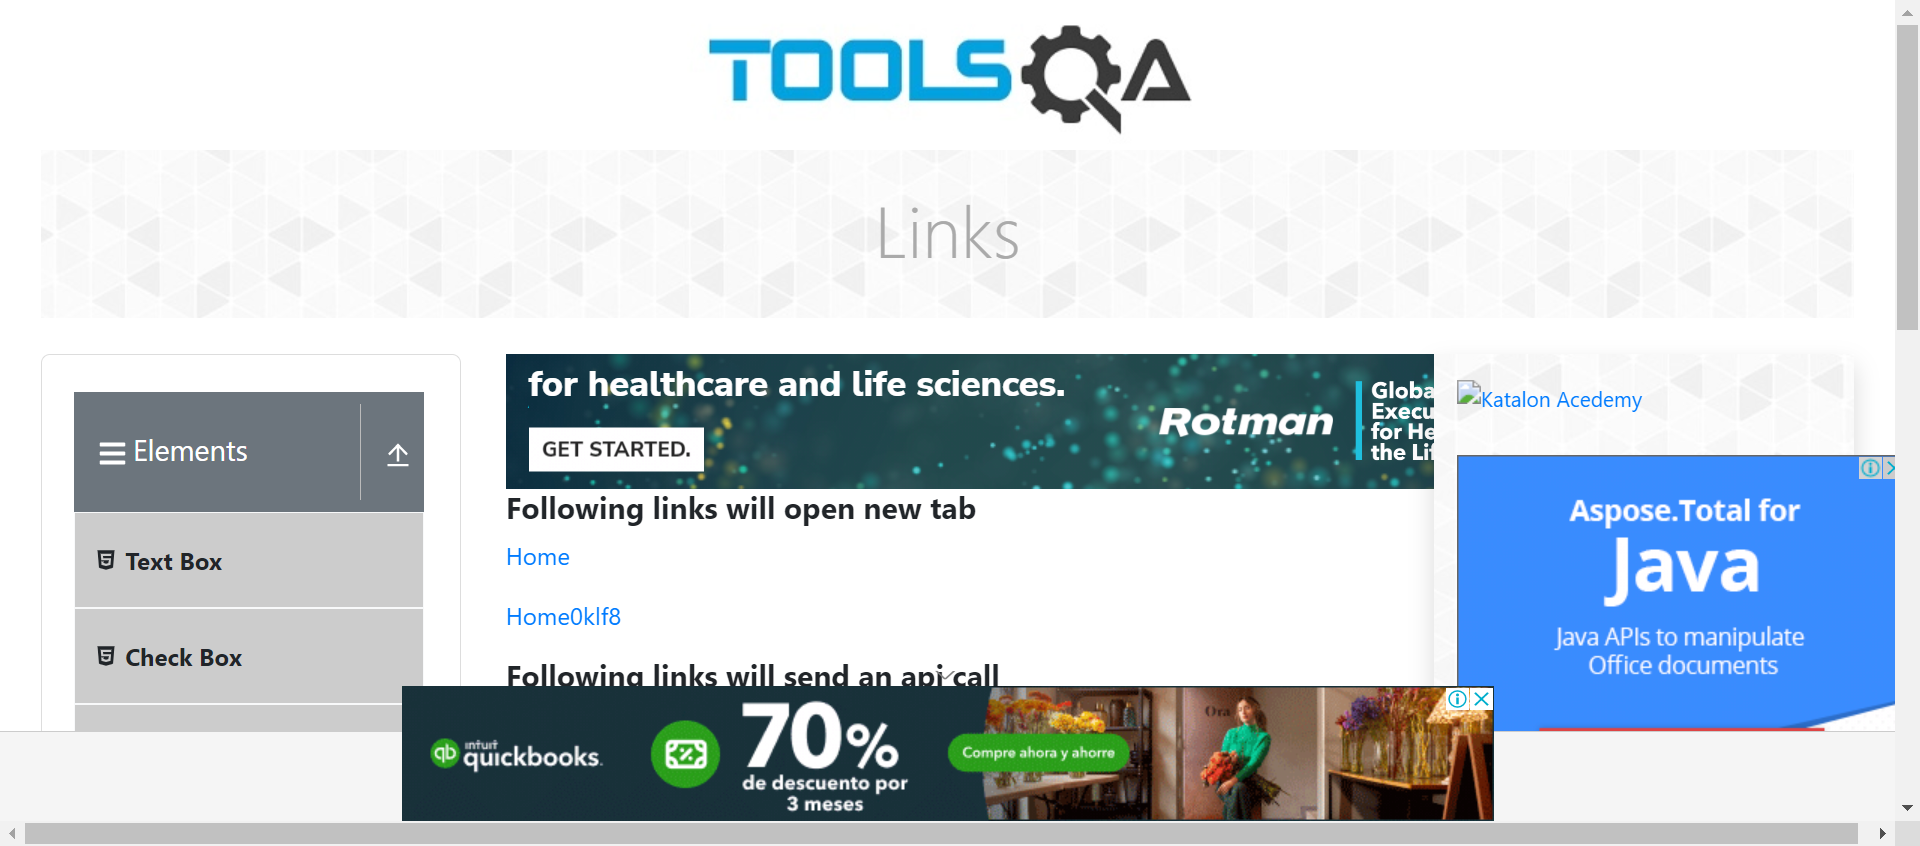 TOOLSQA
Links
Elements
Text Box
Check Box
for healthcare and life sciences.
GET STARTED.
Rotman
Globa
Execu
for He
the Lif
Following links will open new tab
Home
Home0klf8
Following links will send an api call
Katalon Acedemy
Aspose.Total for
Java
Java APIs to manipulate
Office documents
qb intuit quickbooks.
70%
de descuento por
3 meses
Compre ahora y ahorre
Ora